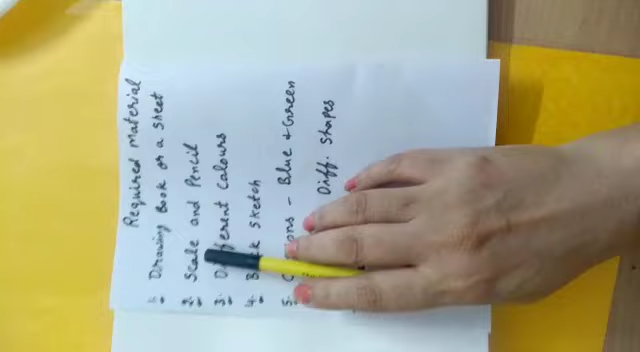 Required Material
1. Drawing Book or a sheet
2. Scale and Pencil
3. Colours
4. Sketch
5. - Blue + Green
Diff. Shapes